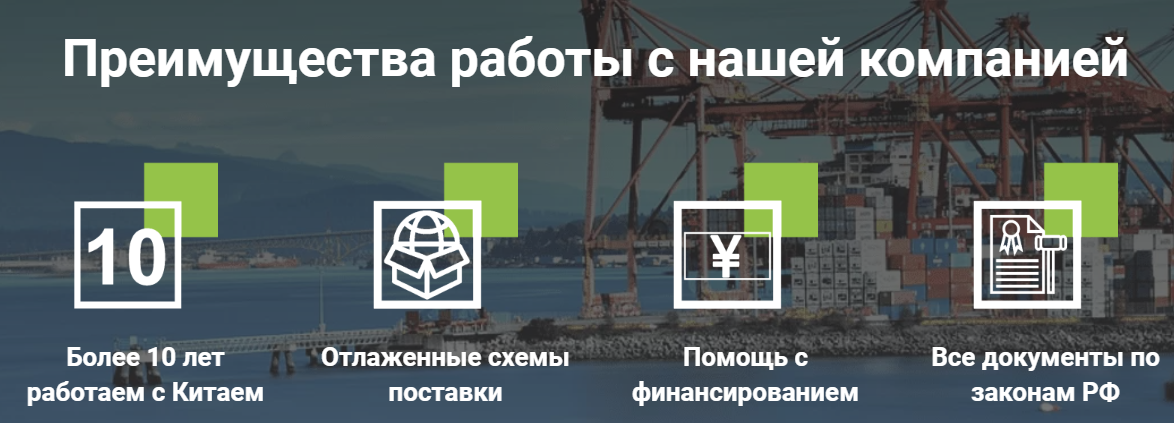 Преимущества работы с нашей компанией
10
¥
Более 10 лет
работаем с Китаем
Отлаженные схемы
поставки
Помощь с
финансированием
Все документы по
законам РФ